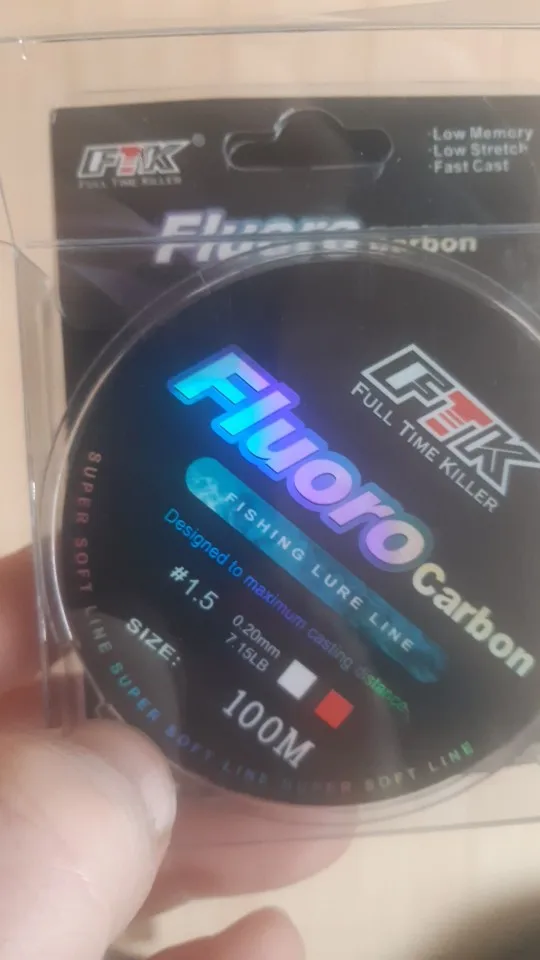 FTK®
FULL TIME KILLER
·Low Memory
·Low Stretch
·Fast Cast
Fluoro Carbon
FTK
FULL TIME KILLER
Fluoro Carbon
FISHING LURE LINE
Designed to maximum casting distance
#1.5
0.20mm
7.15LB
SIZE:
100M
SUPER SOFT LINE SUPER SOFT LINE SUPER SOFT LINE